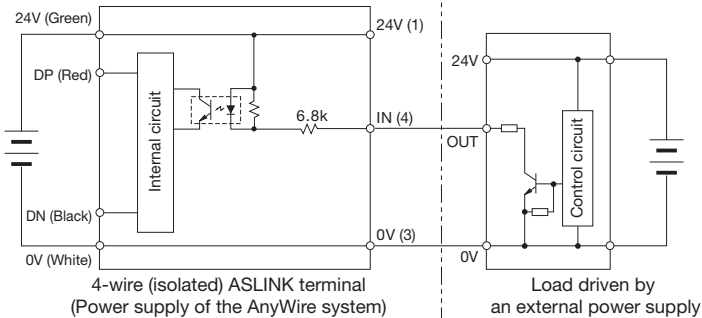 24V (Green)
24V (1)
DP (Red)
24V
Internal circuit
6.8k
IN (4)
OUT
Control circuit
DN (Black)
0V (3)
0V (White)
0V
4-wire (isolated) ASLINK terminal
(Power supply of the AnyWire system)
Load driven by
an external power supply